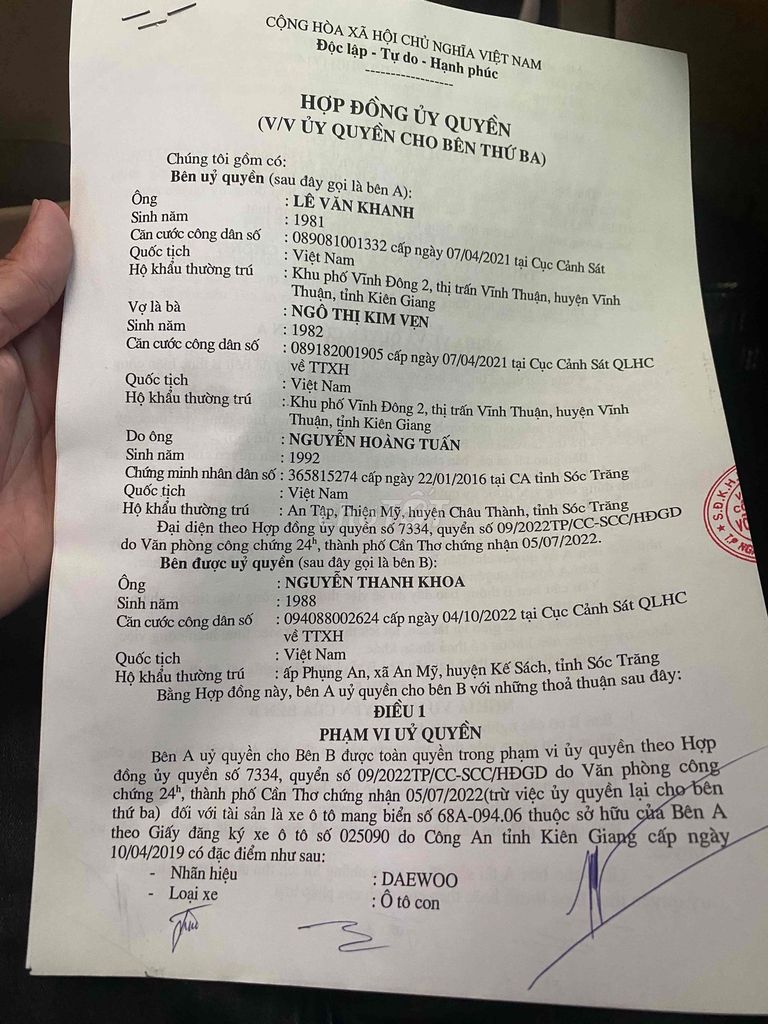 CỘNG HÒA XÃ HỘI CHỦ NGHĨA VIỆT NAM
Độc lập - Tự do - Hạnh phúc
HỢP ĐỒNG ỦY QUYỀN
(V/V ỦY QUYỀN CHO BÊN THỨ BA)
Chúng tôi gồm có:
Bên uỷ quyền (sau đây gọi là bên A):
Ông : LÊ VĂN KHANH
Sinh năm : 1981
Căn cước công dân số : 089081001332 cấp ngày 07/04/2021 tại Cục Cảnh Sát
Quốc tịch : Việt Nam
Hộ khẩu thường trú : Khu phố Vĩnh Đông 2, thị trấn Vĩnh Thuận, huyện Vĩnh
Thuận, tỉnh Kiên Giang
Vợ là bà : NGÔ THỊ KIM VẸN
Sinh năm : 1982
Căn cước công dân số : 089182001905 cấp ngày 07/04/2021 tại Cục Cảnh Sát QLHC
về TTXH
Quốc tịch : Việt Nam
Hộ khẩu thường trú : Khu phố Vĩnh Đông 2, thị trấn Vĩnh Thuận, huyện Vĩnh
Thuận, tỉnh Kiên Giang
Do ông : NGUYỄN HOÀNG TUẤN
Sinh năm : 1992
Chứng minh nhân dân số : 365815274 cấp ngày 22/01/2016 tại CA tỉnh Sóc Trăng
Quốc tịch : Việt Nam
Hộ khẩu thường trú : An Tập, Thiện Mỹ, huyện Châu Thành, tỉnh Sóc Trăng
Đại diện theo Hợp đồng ủy quyền số 7334, quyển số 09/2022TP/CC-SCC/HĐGD
do Văn phòng công chứng 24h, thành phố Cần Thơ chứng nhận 05/07/2022.
Bên được uỷ quyền (sau đây gọi là bên B):
Ông : NGUYỄN THANH KHOA
Sinh năm : 1988
Căn cước công dân số : 094088002624 cấp ngày 04/10/2022 tại Cục Cảnh Sát QLHC
về TTXH
Quốc tịch : Việt Nam
Hộ khẩu thường trú : ấp Phụng An, xã An Mỹ, huyện Kế Sách, tỉnh Sóc Trăng
Bằng Hợp đồng này, bên A uỷ quyền cho bên B với những thoả thuận sau đây:
ĐIỀU 1
PHẠM VI UỶ QUYỀN
Bên A uỷ quyền cho Bên B được toàn quyền trong phạm vi ủy quyền theo Hợp
đồng ủy quyền số 7334, quyển số 09/2022TP/CC-SCC/HĐGD do Văn phòng công
chứng 24h, thành phố Cần Thơ chứng nhận 05/07/2022(trừ việc ủy quyền lại cho bên
thứ ba) đối với tài sản là xe ô tô mang biển số 68A-094.06 thuộc sở hữu của Bên A
theo Giấy đăng ký xe ô tô số 025090 do Công An tỉnh Kiên Giang cấp ngày
10/04/2019 có đặc điểm như sau:
- Nhãn hiệu : DAEWOO
- Loại xe : Ô tô con